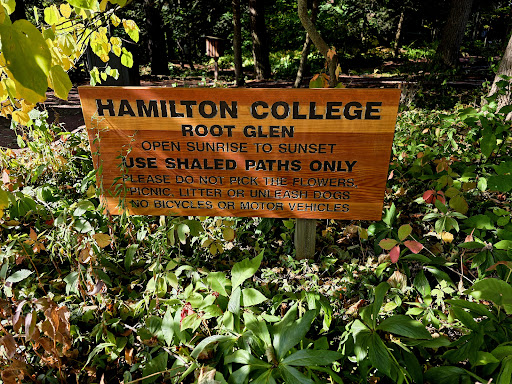 HAMILTON COLLEGE
ROOT GLEN
OPEN SUNRISE TO SUNSET
USE SHALED PATHS ONLY
PLEASE DO NOT PICK THE FLOWERS,
PICNIC, LITTER OR UNLEASH DOGS
NO BICYCLES OR MOTOR VEHICLES